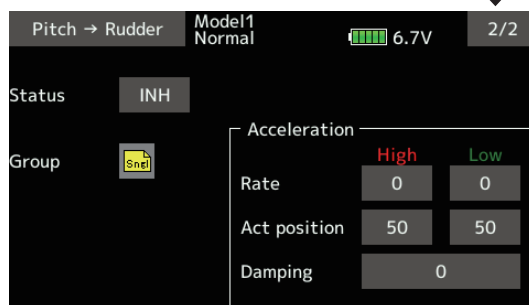 Pitch → Rudder Model1 Normal 6.7V 2/2
Status INH
Acceleration
High Low
Group Sngl
Rate 0 0
Act position 50 50
Damping 0